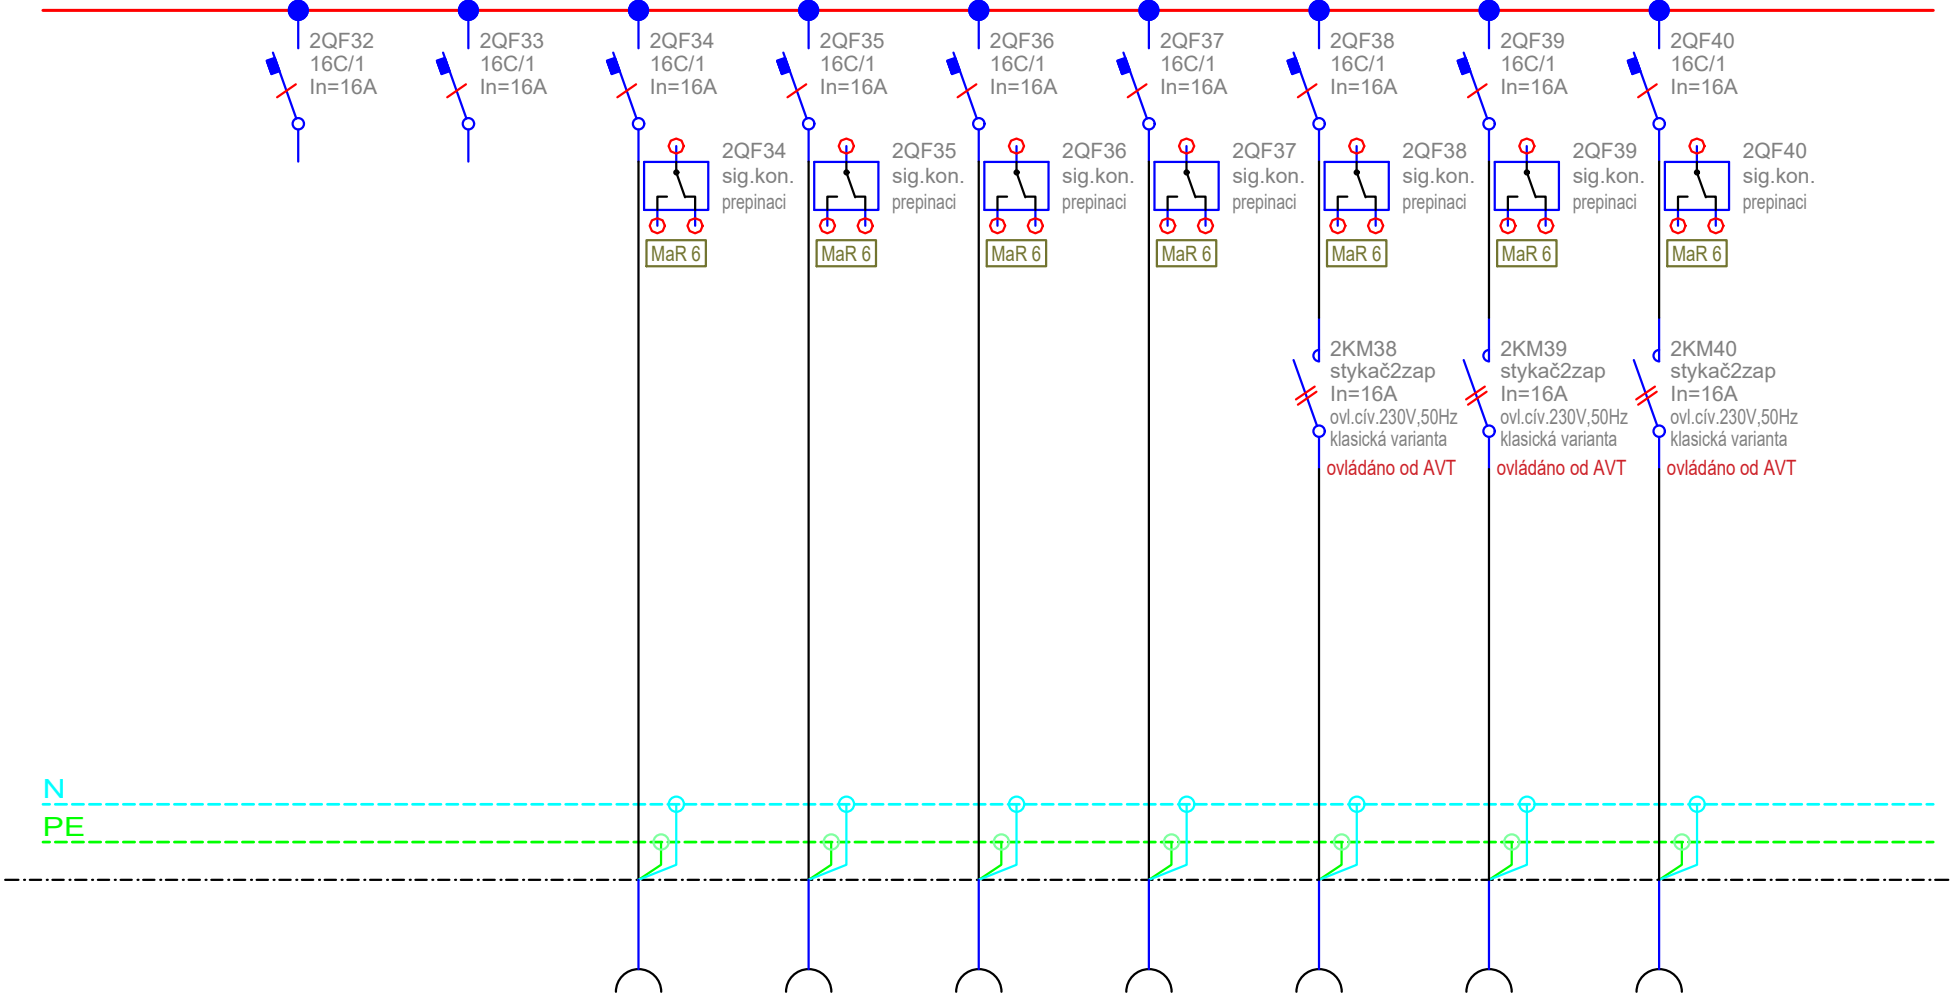 2QF32
16C/1
In=16A
2QF33
16C/1
In=16A
2QF34
16C/1
In=16A
2QF35
16C/1
In=16A
2QF36
16C/1
In=16A
2QF37
16C/1
In=16A
2QF38
16C/1
In=16A
2QF39
16C/1
In=16A
2QF40
16C/1
In=16A
2QF34
sig.kon.
prepinaci
MaR 6
2QF35
sig.kon.
prepinaci
MaR 6
2QF36
sig.kon.
prepinaci
MaR 6
2QF37
sig.kon.
prepinaci
MaR 6
2QF38
sig.kon.
prepinaci
MaR 6
2QF39
sig.kon.
prepinaci
MaR 6
2QF40
sig.kon.
prepinaci
MaR 6
2KM38
stykač2zap
In=16A
ovl.cív.230V,50Hz
klasická varianta
ovládáno od AVT
2KM39
stykač2zap
In=16A
ovl.cív.230V,50Hz
klasická varianta
ovládáno od AVT
2KM40
stykač2zap
In=16A
ovl.cív.230V,50Hz
klasická varianta
ovládáno od AVT
N
PE